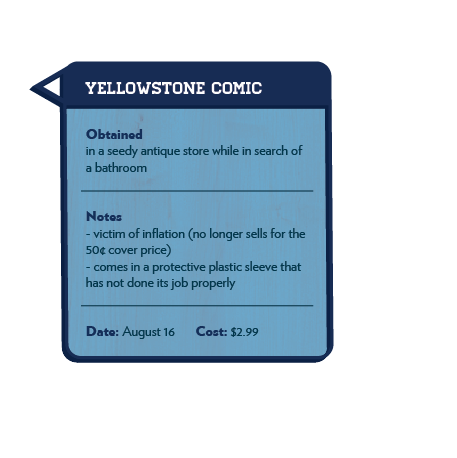 YELLOWSTONE COMIC
Obtained
in a seedy antique store while in search of
a bathroom
Notes
- victim of inflation (no longer sells for the
50¢ cover price)
- comes in a protective plastic sleeve that
has not done its job properly
Date: August 16 Cost: $2.99